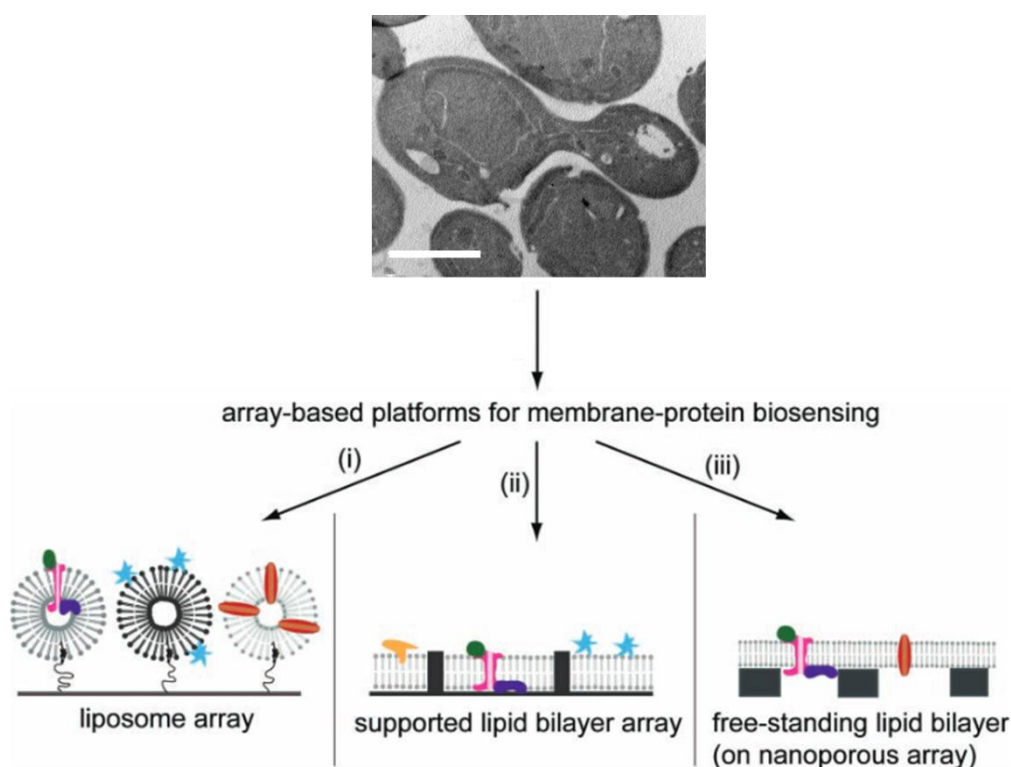 array-based platforms for membrane-protein biosensing
(i)
(ii)
(iii)
liposome array
supported lipid bilayer array
free-standing lipid bilayer
(on nanoporous array)